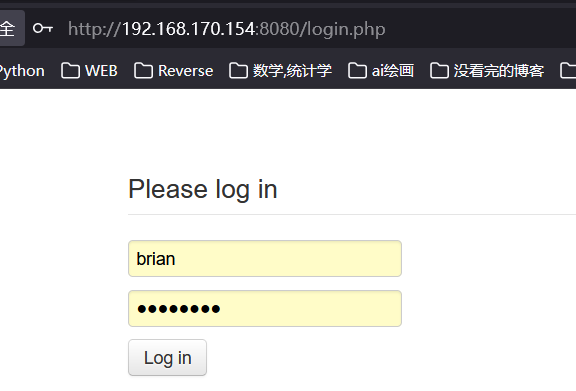 全 http://192.168.170.154:8080/login.php
Python WEB Reverse 数学,统计学 ai绘画 没看完的博客
Please log in
brian
●●●●●●●●
Log in